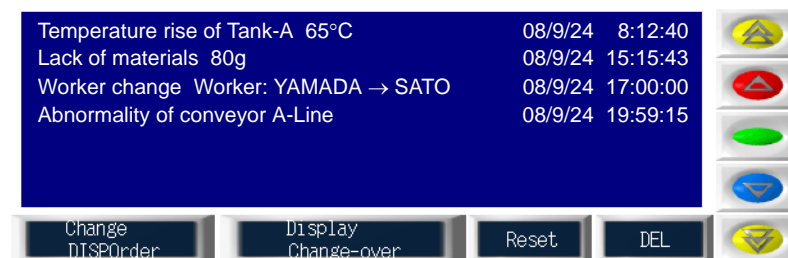 Temperature rise of Tank-A 65°C 08/9/24 8:12:40
Lack of materials 80g 08/9/24 15:15:43
Worker change Worker: YAMADA → SATO 08/9/24 17:00:00
Abnormality of conveyor A-Line 08/9/24 19:59:15
Change
DISPOrder
Display
Change-over
Reset
DEL